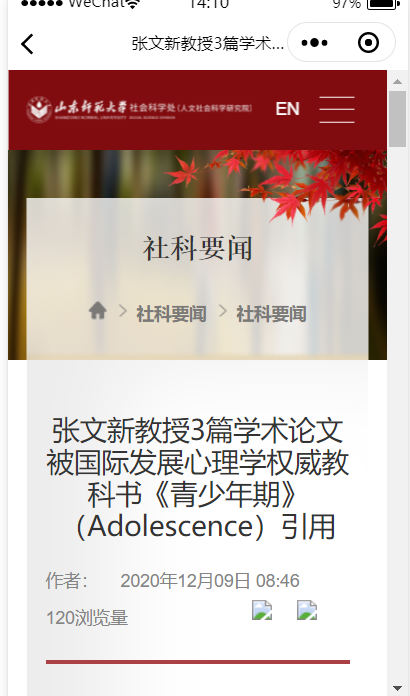 WeChat 14:10 97%
张文新教授3篇学术...
山东师范大学 社会科学处(人文社会科学研究院) EN
SHANDONG NORMAL UNIVERSITY SOCIAL SCIENCE DIVISION
社科要闻
社科要闻 社科要闻
张文新教授3篇学术论文
被国际发展心理学权威教
科书《青少年期》
（Adolescence）引用
作者： 2020年12月09日 08:46
120浏览量